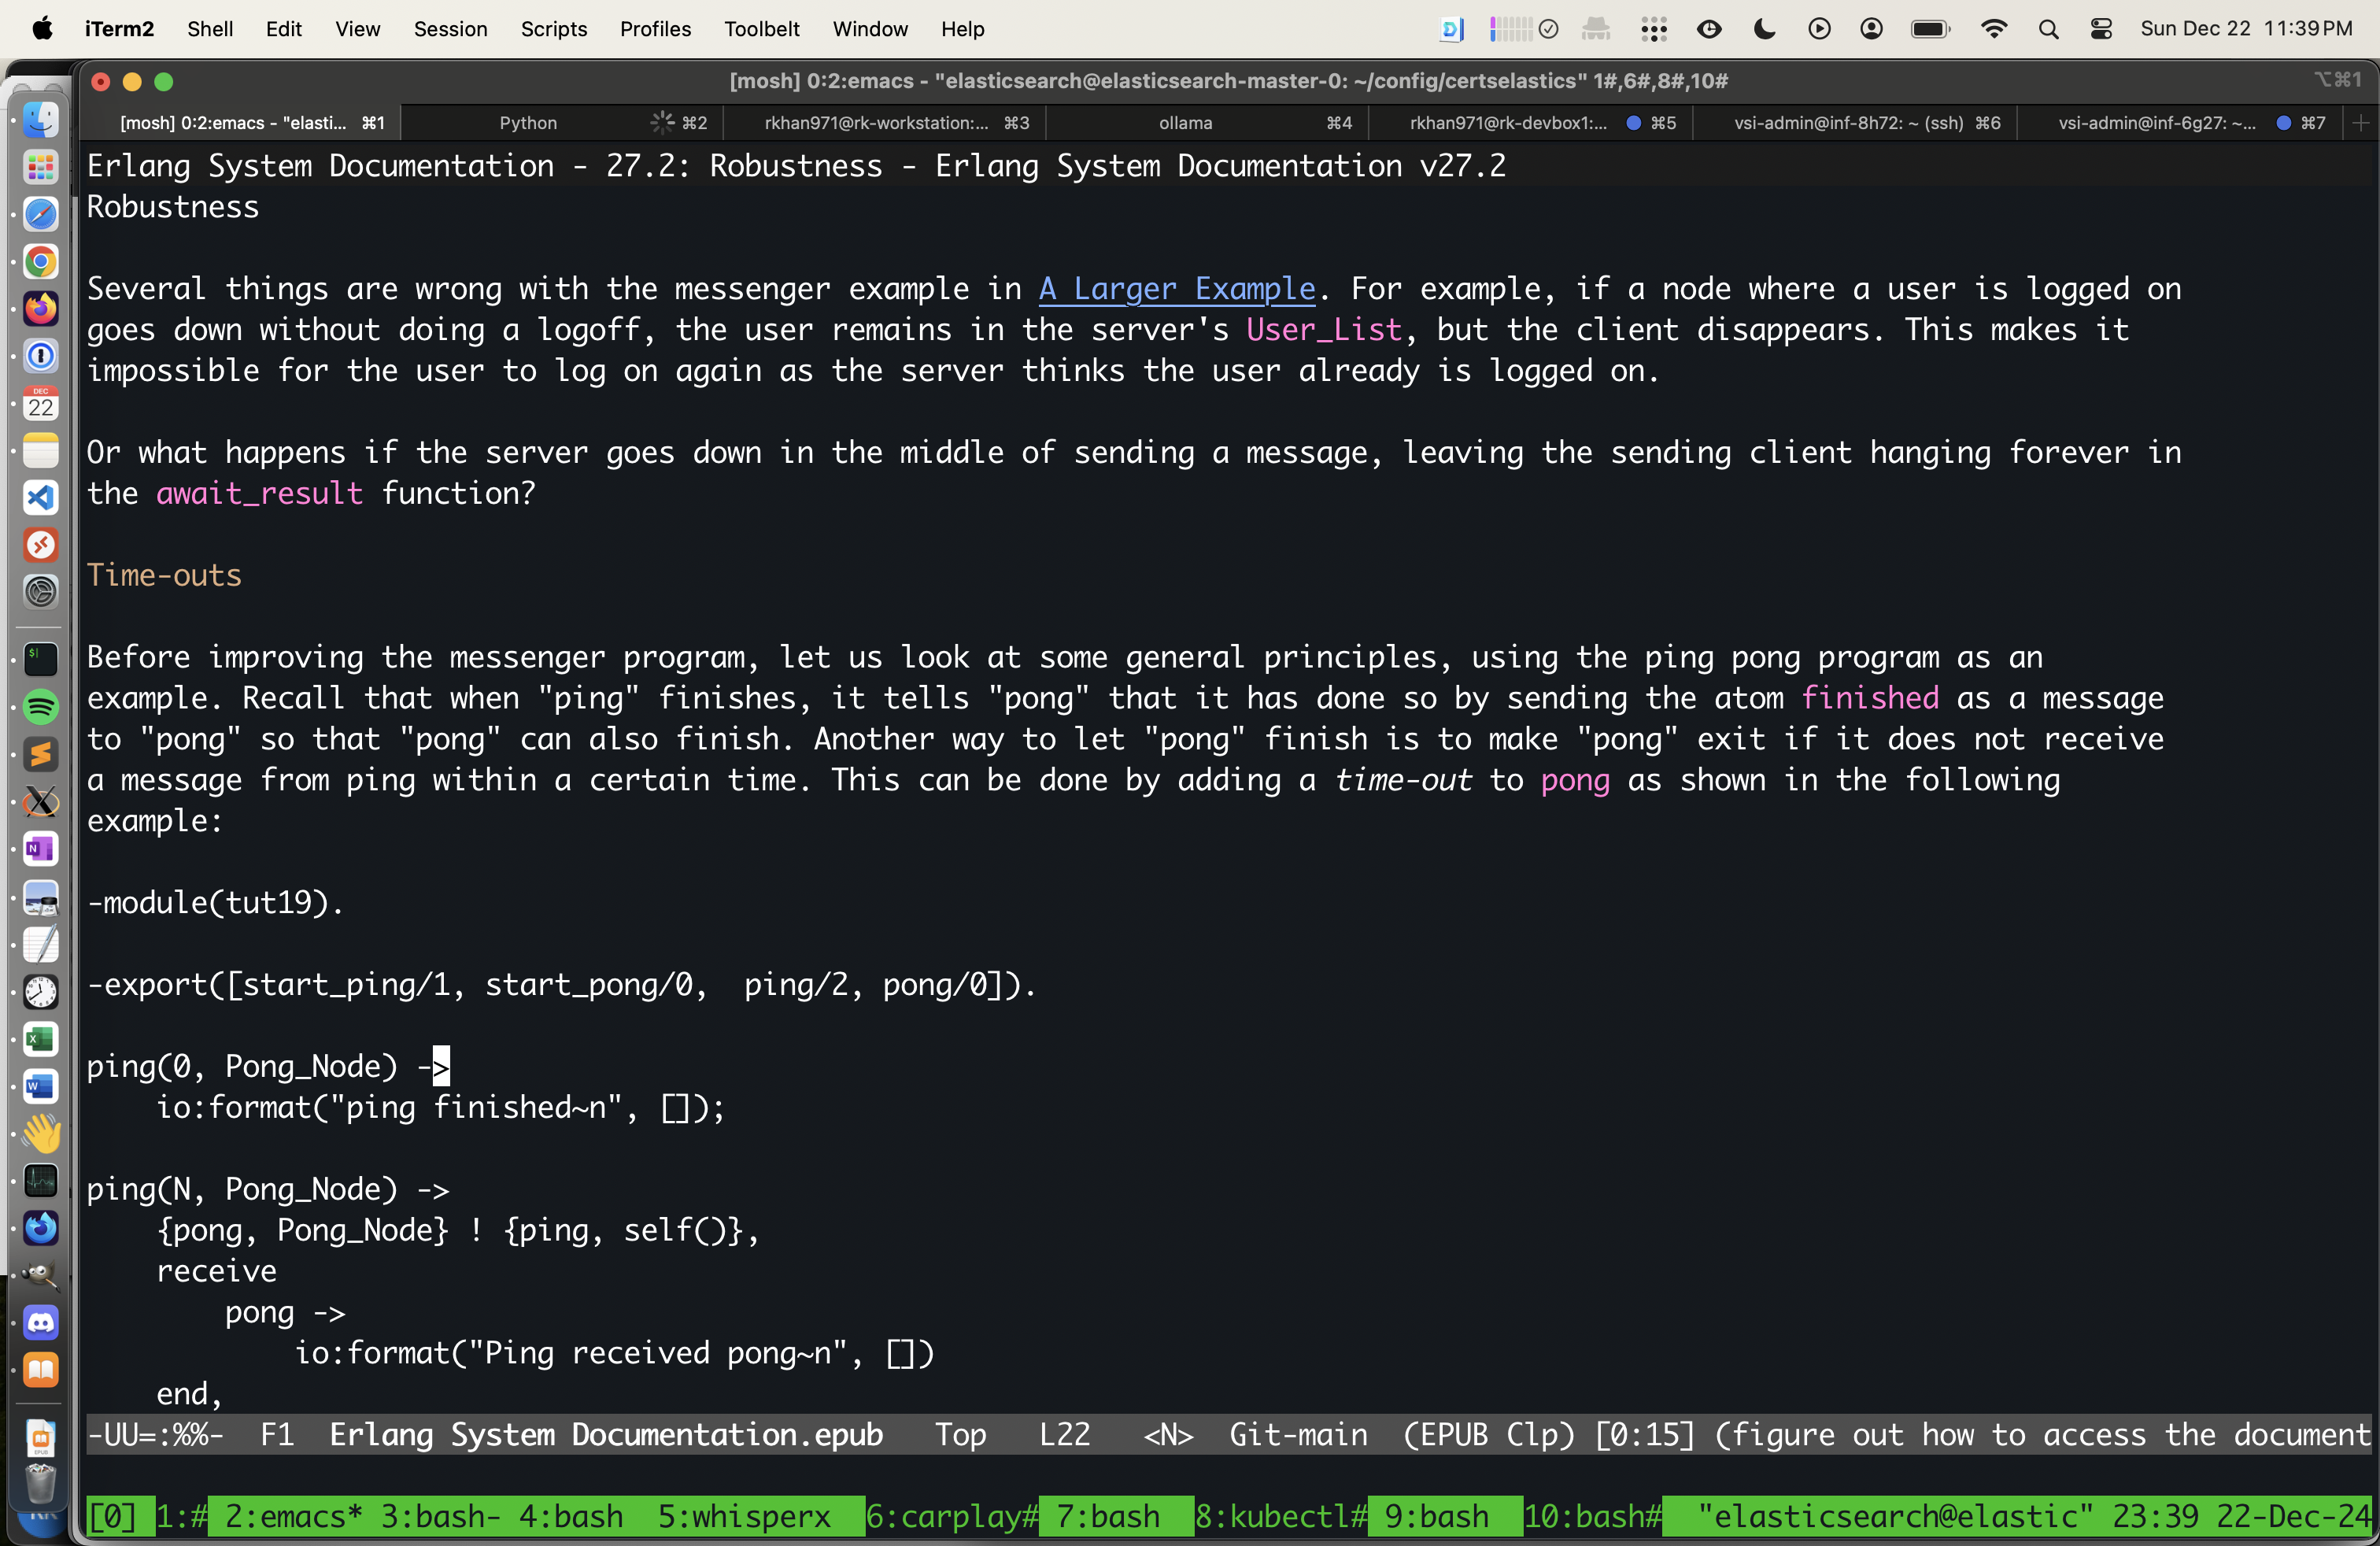 iTerm2 Shell Edit View Session Scripts Profiles Toolbelt Window Help Sun Dec 22 11:39 PM
[mosh] 0:2:emacs - "elasticsearch@elasticsearch-master-0: ~/config/certselastics" 1#,6#,8#,10# ⌥⌘1
[mosh] 0:2:emacs - "elasti... ⌘1 Python ⌘2 rkhan971@rk-workstation:... ⌘3 ollama ⌘4 rkhan971@rk-devbox1:... ⌘5 vsi-admin@inf-8h72: ~ (ssh) ⌘6 vsi-admin@inf-6g27: ~... ⌘7
Erlang System Documentation - 27.2: Robustness - Erlang System Documentation v27.2
Robustness
Several things are wrong with the messenger example in A Larger Example. For example, if a node where a user is logged on
goes down without doing a logoff, the user remains in the server's User_List, but the client disappears. This makes it
impossible for the user to log on again as the server thinks the user already is logged on.
Or what happens if the server goes down in the middle of sending a message, leaving the sending client hanging forever in
the await_result function?
Time-outs
Before improving the messenger program, let us look at some general principles, using the ping pong program as an
example. Recall that when "ping" finishes, it tells "pong" that it has done so by sending the atom finished as a message
to "pong" so that "pong" can also finish. Another way to let "pong" finish is to make "pong" exit if it does not receive
a message from ping within a certain time. This can be done by adding a time-out to pong as shown in the following
example:
-module(tut19).
-export([start_ping/1, start_pong/0,  ping/2, pong/0]).
ping(0, Pong_Node) ->
    io:format("ping finished~n", []);
ping(N, Pong_Node) ->
    {pong, Pong_Node} ! {ping, self()},
    receive
        pong ->
            io:format("Ping received pong~n", [])
    end,
-UU=:%%-  F1  Erlang System Documentation.epub   Top   L22   <N>  Git-main  (EPUB Clp) [0:15] (figure out how to access the document
[0] 1:# 2:emacs* 3:bash- 4:bash  5:whisperx  6:carplay# 7:bash  8:kubectl# 9:bash  10:bash#  "elasticsearch@elastic" 23:39 22-Dec-24
DEC
22